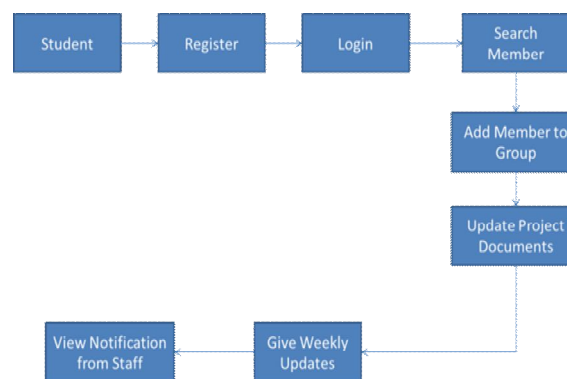 Student
Register
Login
Search
Member
Add Member to
Group
Update Project
Documents
Give Weekly
Updates
View Notification
from Staff